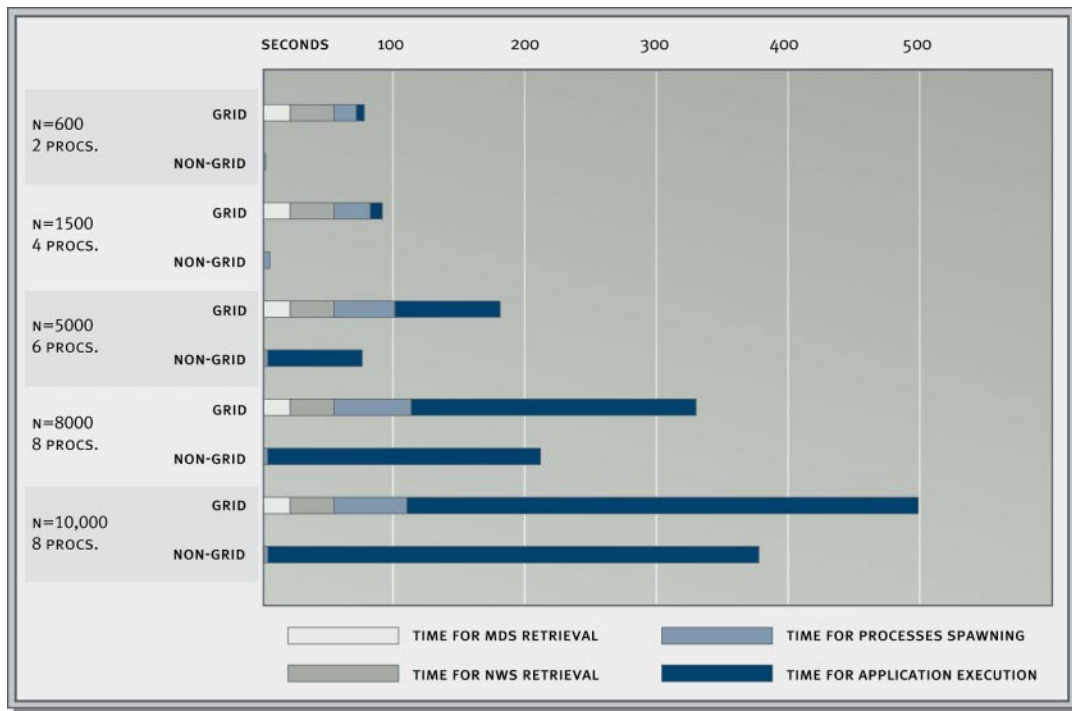 SECONDS 100 200 300 400 500
N=600
2 PROCS.
GRID
NON-GRID
N=1500
4 PROCS.
GRID
NON-GRID
N=5000
6 PROCS.
GRID
NON-GRID
N=8000
8 PROCS.
GRID
NON-GRID
N=10,000
8 PROCS.
GRID
NON-GRID
TIME FOR MDS RETRIEVAL
TIME FOR PROCESSES SPAWNING
TIME FOR NWS RETRIEVAL
TIME FOR APPLICATION EXECUTION